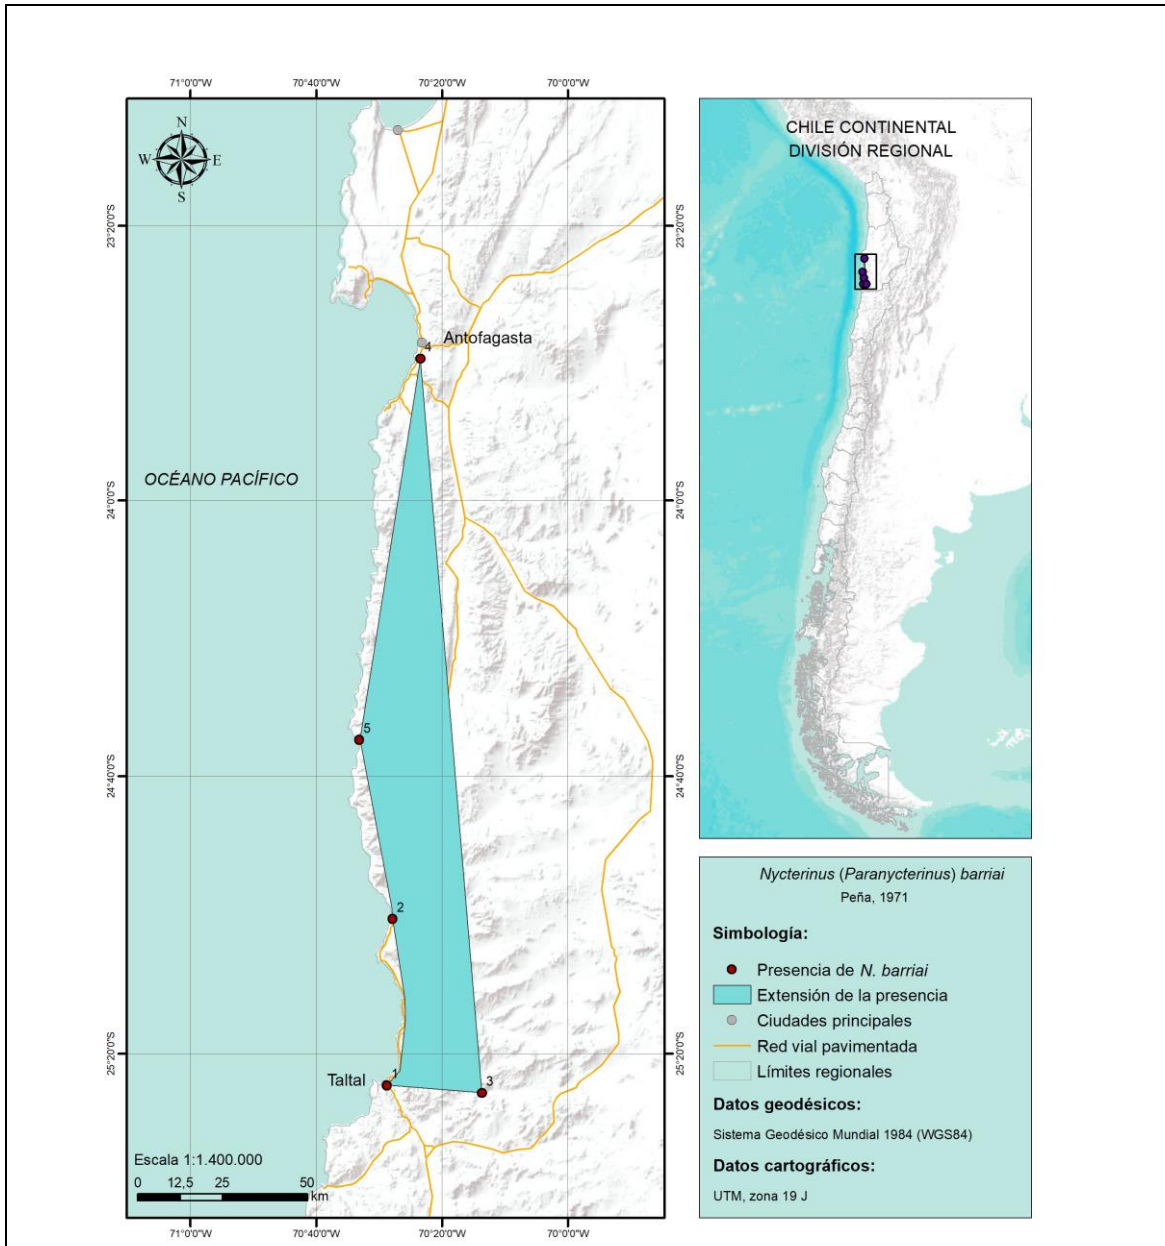 71°0'0"W
70°40'0"W
70°20'0"W
70°0'0"W
N
W
E
S
23°20'0"S
23°20'0"S
Antofagasta
4
OCÉANO PACÍFICO
24°0'0"S
24°0'0"S
5
24°40'0"S
24°40'0"S
2
25°20'0"S
25°20'0"S
Taltal
1
3
Escala 1:1.400.000
0 12,5 25 50
km
71°0'0"W
70°40'0"W
70°20'0"W
70°0'0"W
CHILE CONTINENTAL
DIVISIÓN REGIONAL
Nycterinus (Paranycterinus) barriai
Peña, 1971
Simbología:
Presencia de N. barriai
Extensión de la presencia
Ciudades principales
Red vial pavimentada
Límites regionales
Datos geodésicos:
Sistema Geodésico Mundial 1984 (WGS84)
Datos cartográficos:
UTM, zona 19 J